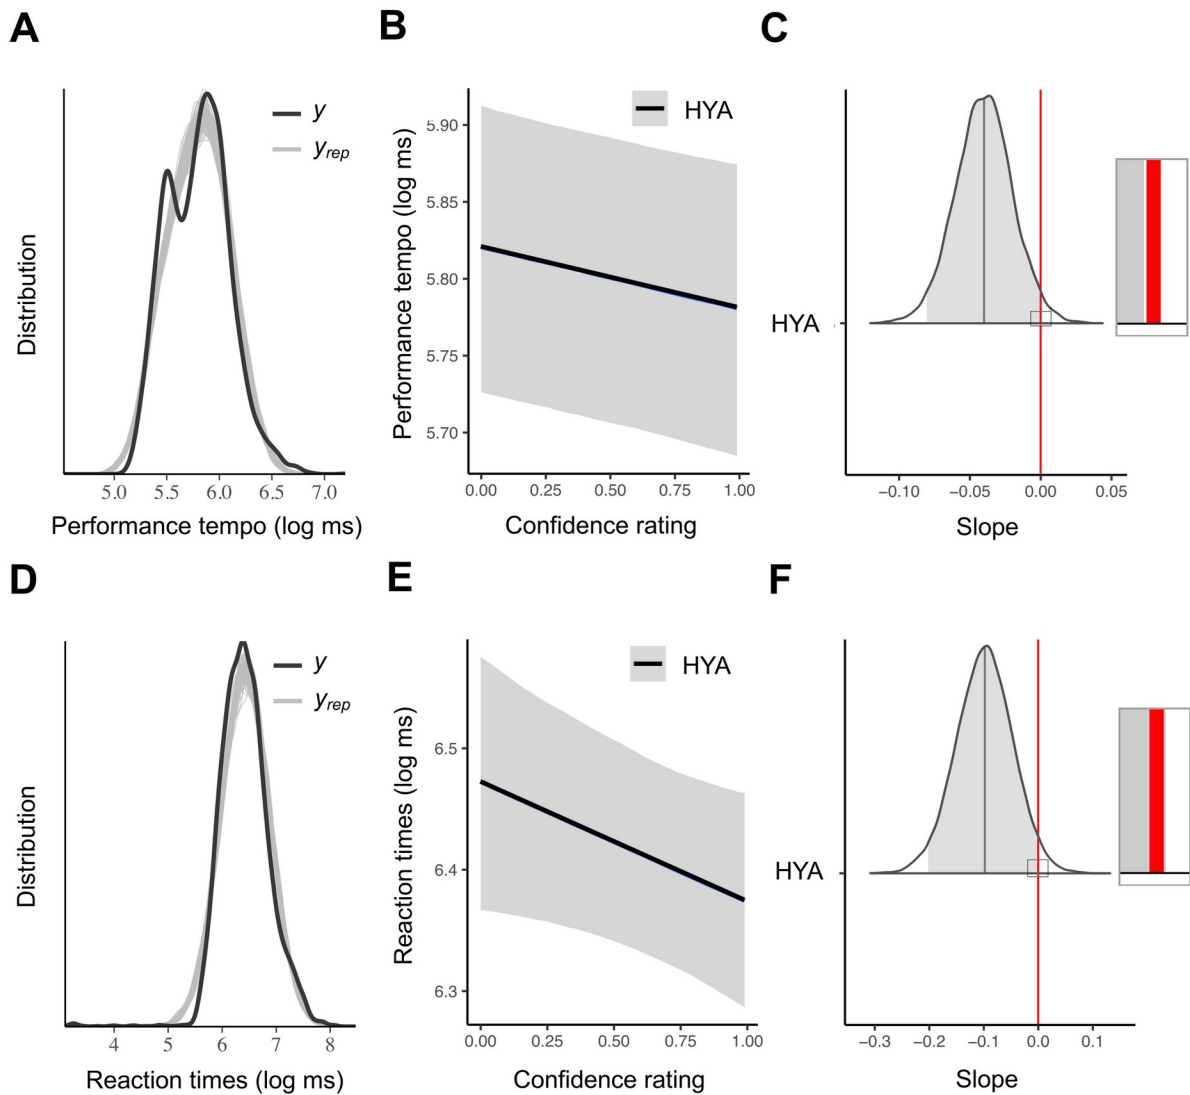 A
y
y_rep
Distribution
5.0 5.5 6.0 6.5 7.0
Performance tempo (log ms)
B
HYA
Performance tempo (log ms)
5.90
5.85
5.80
5.75
5.70
0.00 0.25 0.50 0.75 1.00
Confidence rating
C
HYA
−0.10 −0.05 0.00 0.05
Slope
D
y
y_rep
Distribution
4 5 6 7 8
Reaction times (log ms)
E
HYA
Reaction times (log ms)
6.5
6.4
6.3
0.00 0.25 0.50 0.75 1.00
Confidence rating
F
HYA
−0.3 −0.2 −0.1 0.0 0.1
Slope